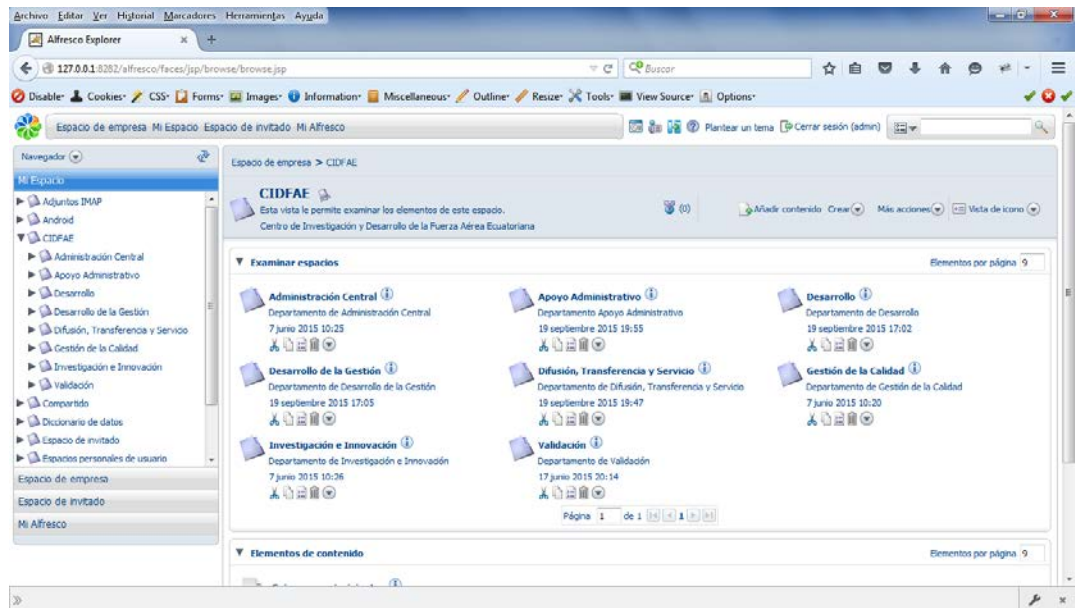 Archivo Editar Ver Historial Marcadores Herramientas Ayuda
Alfresco Explorer × +
127.0.0.1:8282/alfresco/faces/jsp/browse/browse.jsp Buscar
Disable Cookies CSS Forms Images Information Miscellaneous Outline Resize Tools View Source Options
Espacio de empresa Mi Espacio Espacio de invitado Mi Alfresco Plantear un tema Cerrar sesión (admin)
Navegador
Mi Espacio
Adjuntos IMAP
Android
CIDFAE
Administración Central
Apoyo Administrativo
Desarrollo
Desarrollo de la Gestión
Difusión, Transferencia y Servicio
Gestión de la Calidad
Investigación e Innovación
Validación
Compartido
Diccionario de datos
Espacio de invitado
Espacios personales de usuario
Espacio de empresa
Espacio de invitado
Mi Alfresco
Espacio de empresa > CIDFAE
CIDFAE
Esta vista le permite examinar los elementos de este espacio.
Centro de Investigación y Desarrollo de la Fuerza Aérea Ecuatoriana
(0) Añadir contenido Crear Más acciones Vista de icono
Examinar espacios Elementos por página 9
Administración Central
Departamento de Administración Central
7 junio 2015 10:25
Apoyo Administrativo
Departamento Apoyo Administrativo
19 septiembre 2015 19:55
Desarrollo
Departamento de Desarrollo
19 septiembre 2015 17:02
Desarrollo de la Gestión
Departamento de Desarrollo de la Gestión
19 septiembre 2015 17:05
Difusión, Transferencia y Servicio
Departamento de Difusión, Transferencia y Servicio
19 septiembre 2015 19:47
Gestión de la Calidad
Departamento de Gestión de la Calidad
7 junio 2015 10:20
Investigación e Innovación
Departamento de Investigación e Innovación
7 junio 2015 10:26
Validación
Departamento de Validación
17 junio 2015 20:14
Página 1 de 1 1
Elementos de contenido Elementos por página 9